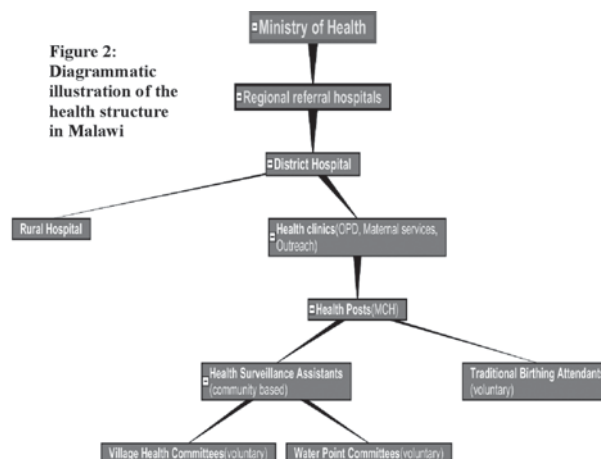 Ministry of Health
Figure 2:
Diagrammatic
illustration of the
health structure
in Malawi
Regional referral hospitals
District Hospital
Rural Hospital
Health clinics(OPD, Maternal services,
Outreach)
Health Posts(MCH)
Health Surveillance Assistants
(community based)
Traditional Birthing Attendants
(voluntary)
Village Health Committees(voluntary)
Water Point Committees(voluntary)